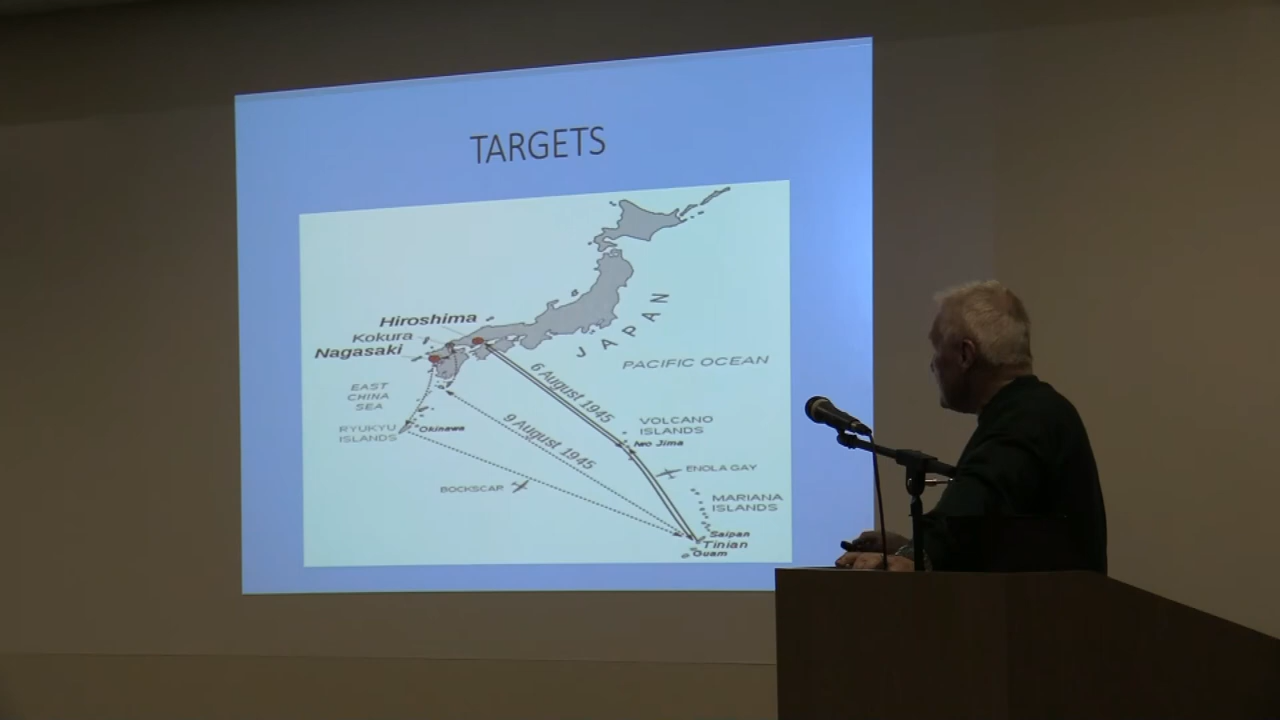 TARGETS
Hiroshima
Kokura
Nagasaki
JAPAN
PACIFIC OCEAN
EAST
CHINA
SEA
6 August 1945
9 August 1945
RYUKYU
ISLANDS
Okinawa
VOLCANO
ISLANDS
Iwo Jima
ENOLA GAY
BOCKSCAR
MARIANA
ISLANDS
Saipan
Tinian
Guam